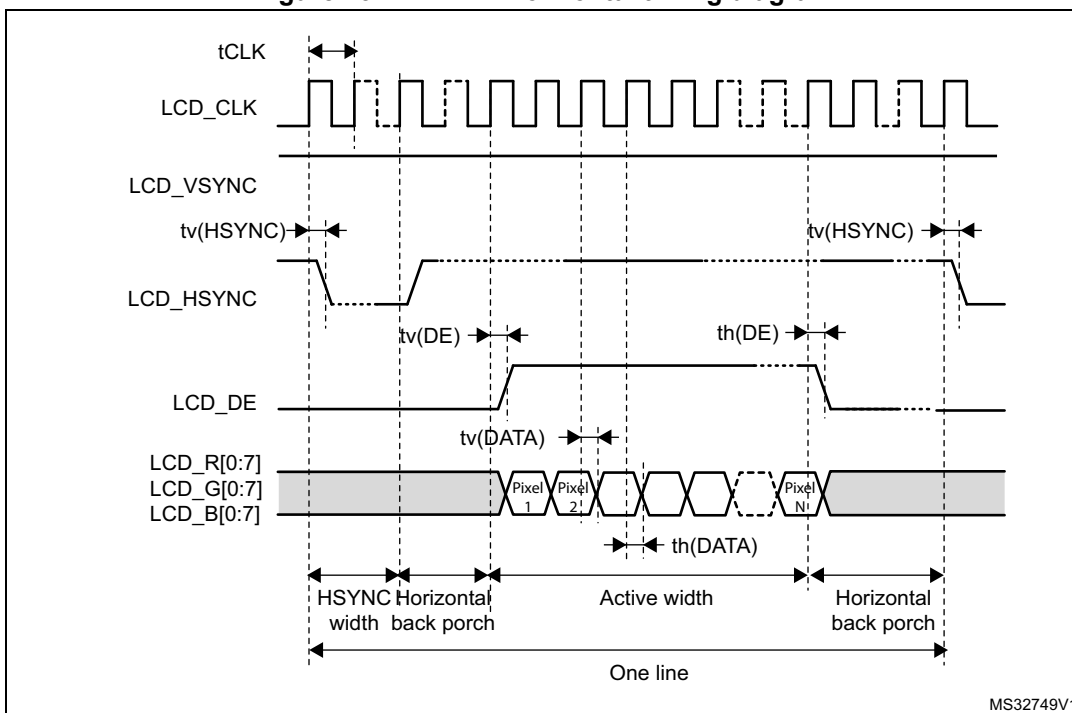 tCLK
LCD_CLK
LCD_VSYNC
tv(HSYNC)
tv(HSYNC)
LCD_HSYNC
tv(DE)
th(DE)
LCD_DE
tv(DATA)
LCD_R[0:7]
LCD_G[0:7]
LCD_B[0:7]
Pixel
1
Pixel
2
Pixel
N
th(DATA)
HSYNC
width
Horizontal
back porch
Active width
Horizontal
back porch
One line
MS32749V1